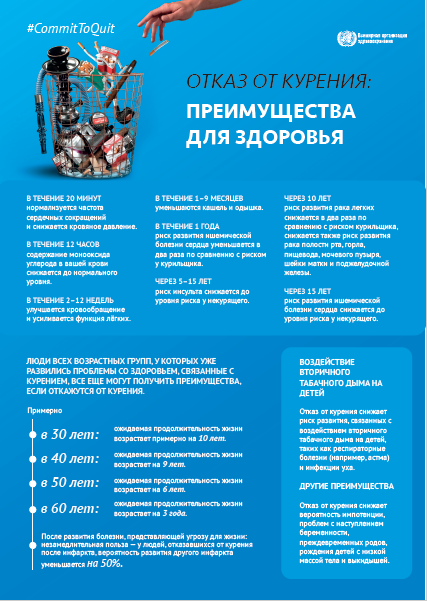 #CommitToQuit
Всемирная организация
здравоохранения
ОТКАЗ ОТ КУРЕНИЯ:
ПРЕИМУЩЕСТВА
ДЛЯ ЗДОРОВЬЯ
В ТЕЧЕНИЕ 20 МИНУТ
нормализуется частота
сердечных сокращений
и снижается кровяное давление.
В ТЕЧЕНИЕ 12 ЧАСОВ
содержание монооксида
углерода в вашей крови
снижается до нормального
уровня.
В ТЕЧЕНИЕ 2–12 НЕДЕЛЬ
улучшается кровообращение
и усиливается функция лёгких.
В ТЕЧЕНИЕ 1–9 МЕСЯЦЕВ
уменьшаются кашель и одышка.
В ТЕЧЕНИЕ 1 ГОДА
риск развития ишемической
болезни сердца уменьшается в
два раза по сравнению с риском
у курильщика.
ЧЕРЕЗ 5–15 ЛЕТ
риск инсульта снижается до
уровня риска у некурящего.
ЧЕРЕЗ 10 ЛЕТ
риск развития рака легких
снижается в два раза по
сравнению с риском курильщика,
снижается также риск развития
рака полости рта, горла,
пищевода, мочевого пузыря,
шейки матки и поджелудочной
железы.
ЧЕРЕЗ 15 ЛЕТ
риск развития ишемической
болезни сердца снижается до
уровня риска у некурящего.
ЛЮДИ ВСЕХ ВОЗРАСТНЫХ ГРУПП, У КОТОРЫХ УЖЕ
РАЗВИЛИСЬ ПРОБЛЕМЫ СО ЗДОРОВЬЕМ, СВЯЗАННЫЕ С
КУРЕНИЕМ, ВСЕ ЕЩЕ МОГУТ ПОЛУЧИТЬ ПРЕИМУЩЕСТВА,
ЕСЛИ ОТКАЖУТСЯ ОТ КУРЕНИЯ.
Примерно
в 30 лет:
ожидаемая продолжительность жизни
возрастает примерно на 10 лет.
в 40 лет:
ожидаемая продолжительность жизни
возрастает на 9 лет.
в 50 лет:
ожидаемая продолжительность жизни
возрастает на 6 лет.
в 60 лет:
ожидаемая продолжительность жизни
возрастает на 3 года.
После развития болезни, представляющей угрозу для жизни:
незамедлительная польза — у людей, отказавшихся от курения
после инфаркта, вероятность развития другого инфаркта
уменьшается на 50%.
ВОЗДЕЙСТВИЕ
ВТОРИЧНОГО
ТАБАЧНОГО ДЫМА НА
ДЕТЕЙ
Отказ от курения снижает
риск развития, связанных с
воздействием вторичного
табачного дыма на детей,
таких как респираторные
болезни (например, астма)
и инфекции уха.
ДРУГИЕ ПРЕИМУЩЕСТВА
Отказ от курения снижает
вероятность импотенции,
проблем с наступлением
беременности,
преждевременных родов,
рождения детей с низкой
массой тела и выкидышей.